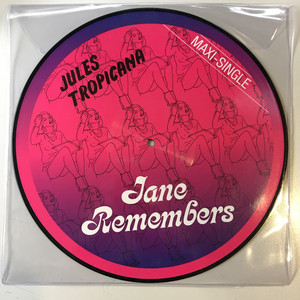 JULES
TROPICANA
MAXI-SINGLE
Jane
Remembers